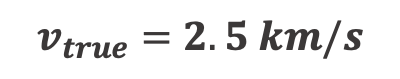 v_true = 2.5 km/s